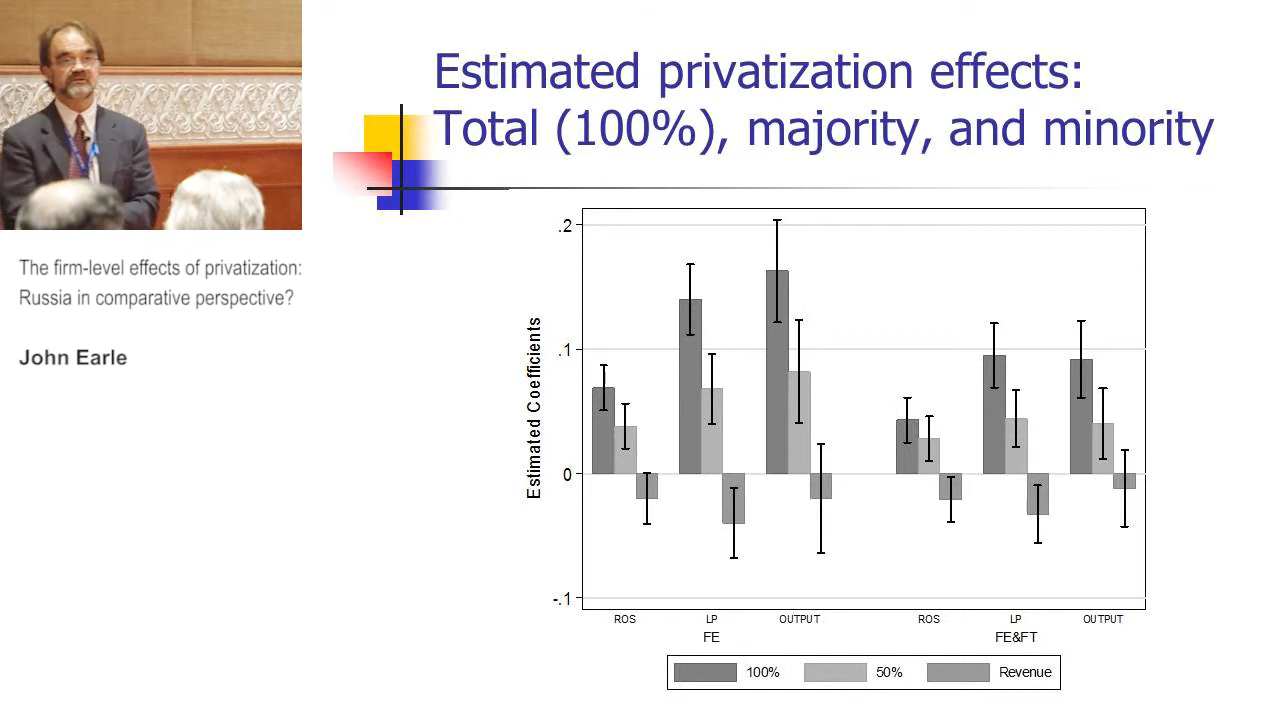 Estimated privatization effects:
Total (100%), majority, and minority
The firm-level effects of privatization:
Russia in comparative perspective?
John Earle
Estimated Coefficients
.2
.1
0
-.1
ROS LP OUTPUT ROS LP OUTPUT
FE FE&FT
100% 50% Revenue